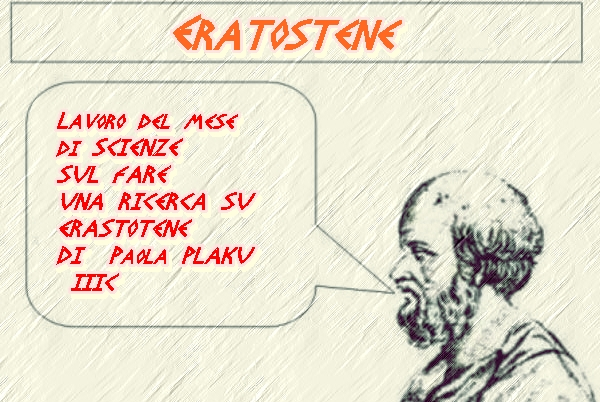 ERATOSTENE
LAVORO DEL MESE
DI SCIENZE
SUL FARE
UNA RICERCA SU
ERASTOTENE
DI PAOLA PLAKU
IIIC